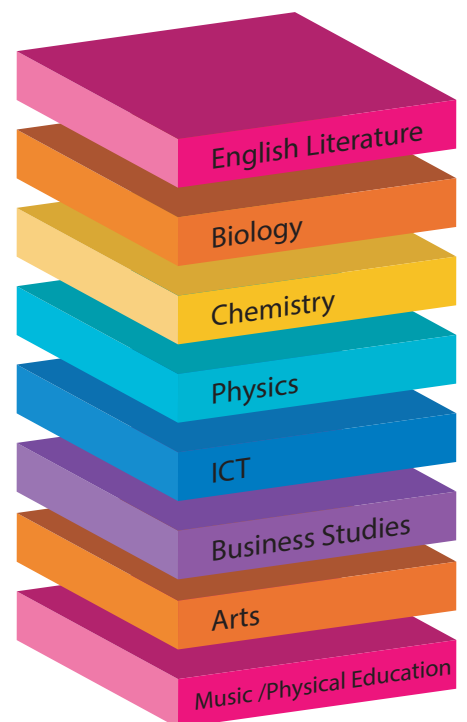 English Literature
Biology
Chemistry
Physics
ICT
Business Studies
Arts
Music /Physical Education